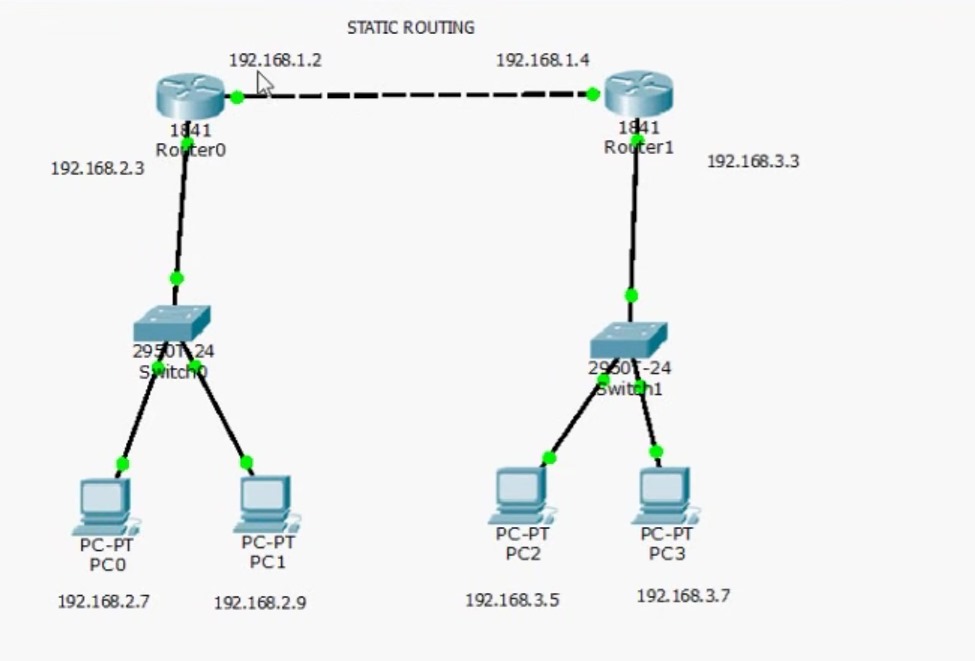 STATIC ROUTING
192.168.1.2
192.168.1.4
1841
Router0
1841
Router1
192.168.2.3
192.168.3.3
2950T-24
Switch0
2950T-24
Switch1
PC-PT
PC0
PC-PT
PC1
PC-PT
PC2
PC-PT
PC3
192.168.2.7
192.168.2.9
192.168.3.5
192.168.3.7